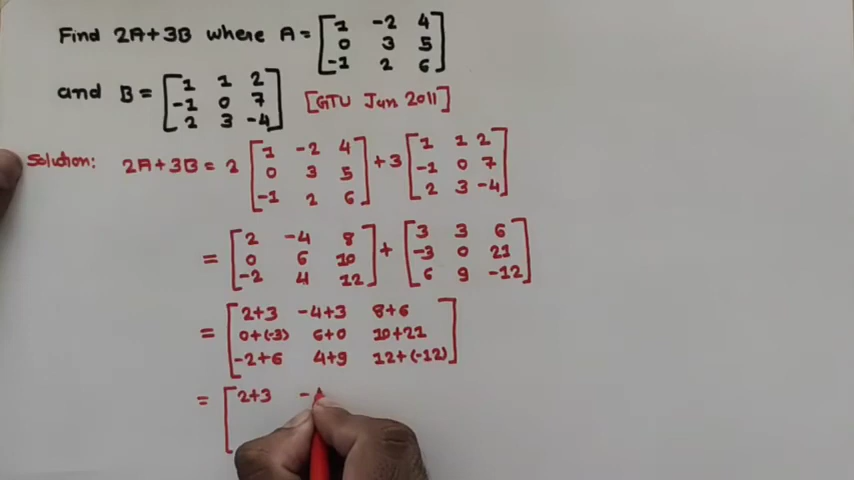 Find 2A+3B where A = [1 -2 4
0 3 5
-1 2 6]
and B = [1 1 2
-1 0 7
2 3 -4] [GTU Jun 2011]
Solution: 2A+3B = 2 [1 -2 4
0 3 5
-1 2 6] + 3 [1 1 2
-1 0 7
2 3 -4]
= [2 -4 8
0 6 10
-2 4 12] + [3 3 6
-3 0 21
6 9 -12]
= [2+3 -4+3 8+6
0+(-3) 6+0 10+21
-2+6 4+9 12+(-12)]
= [2+3 -